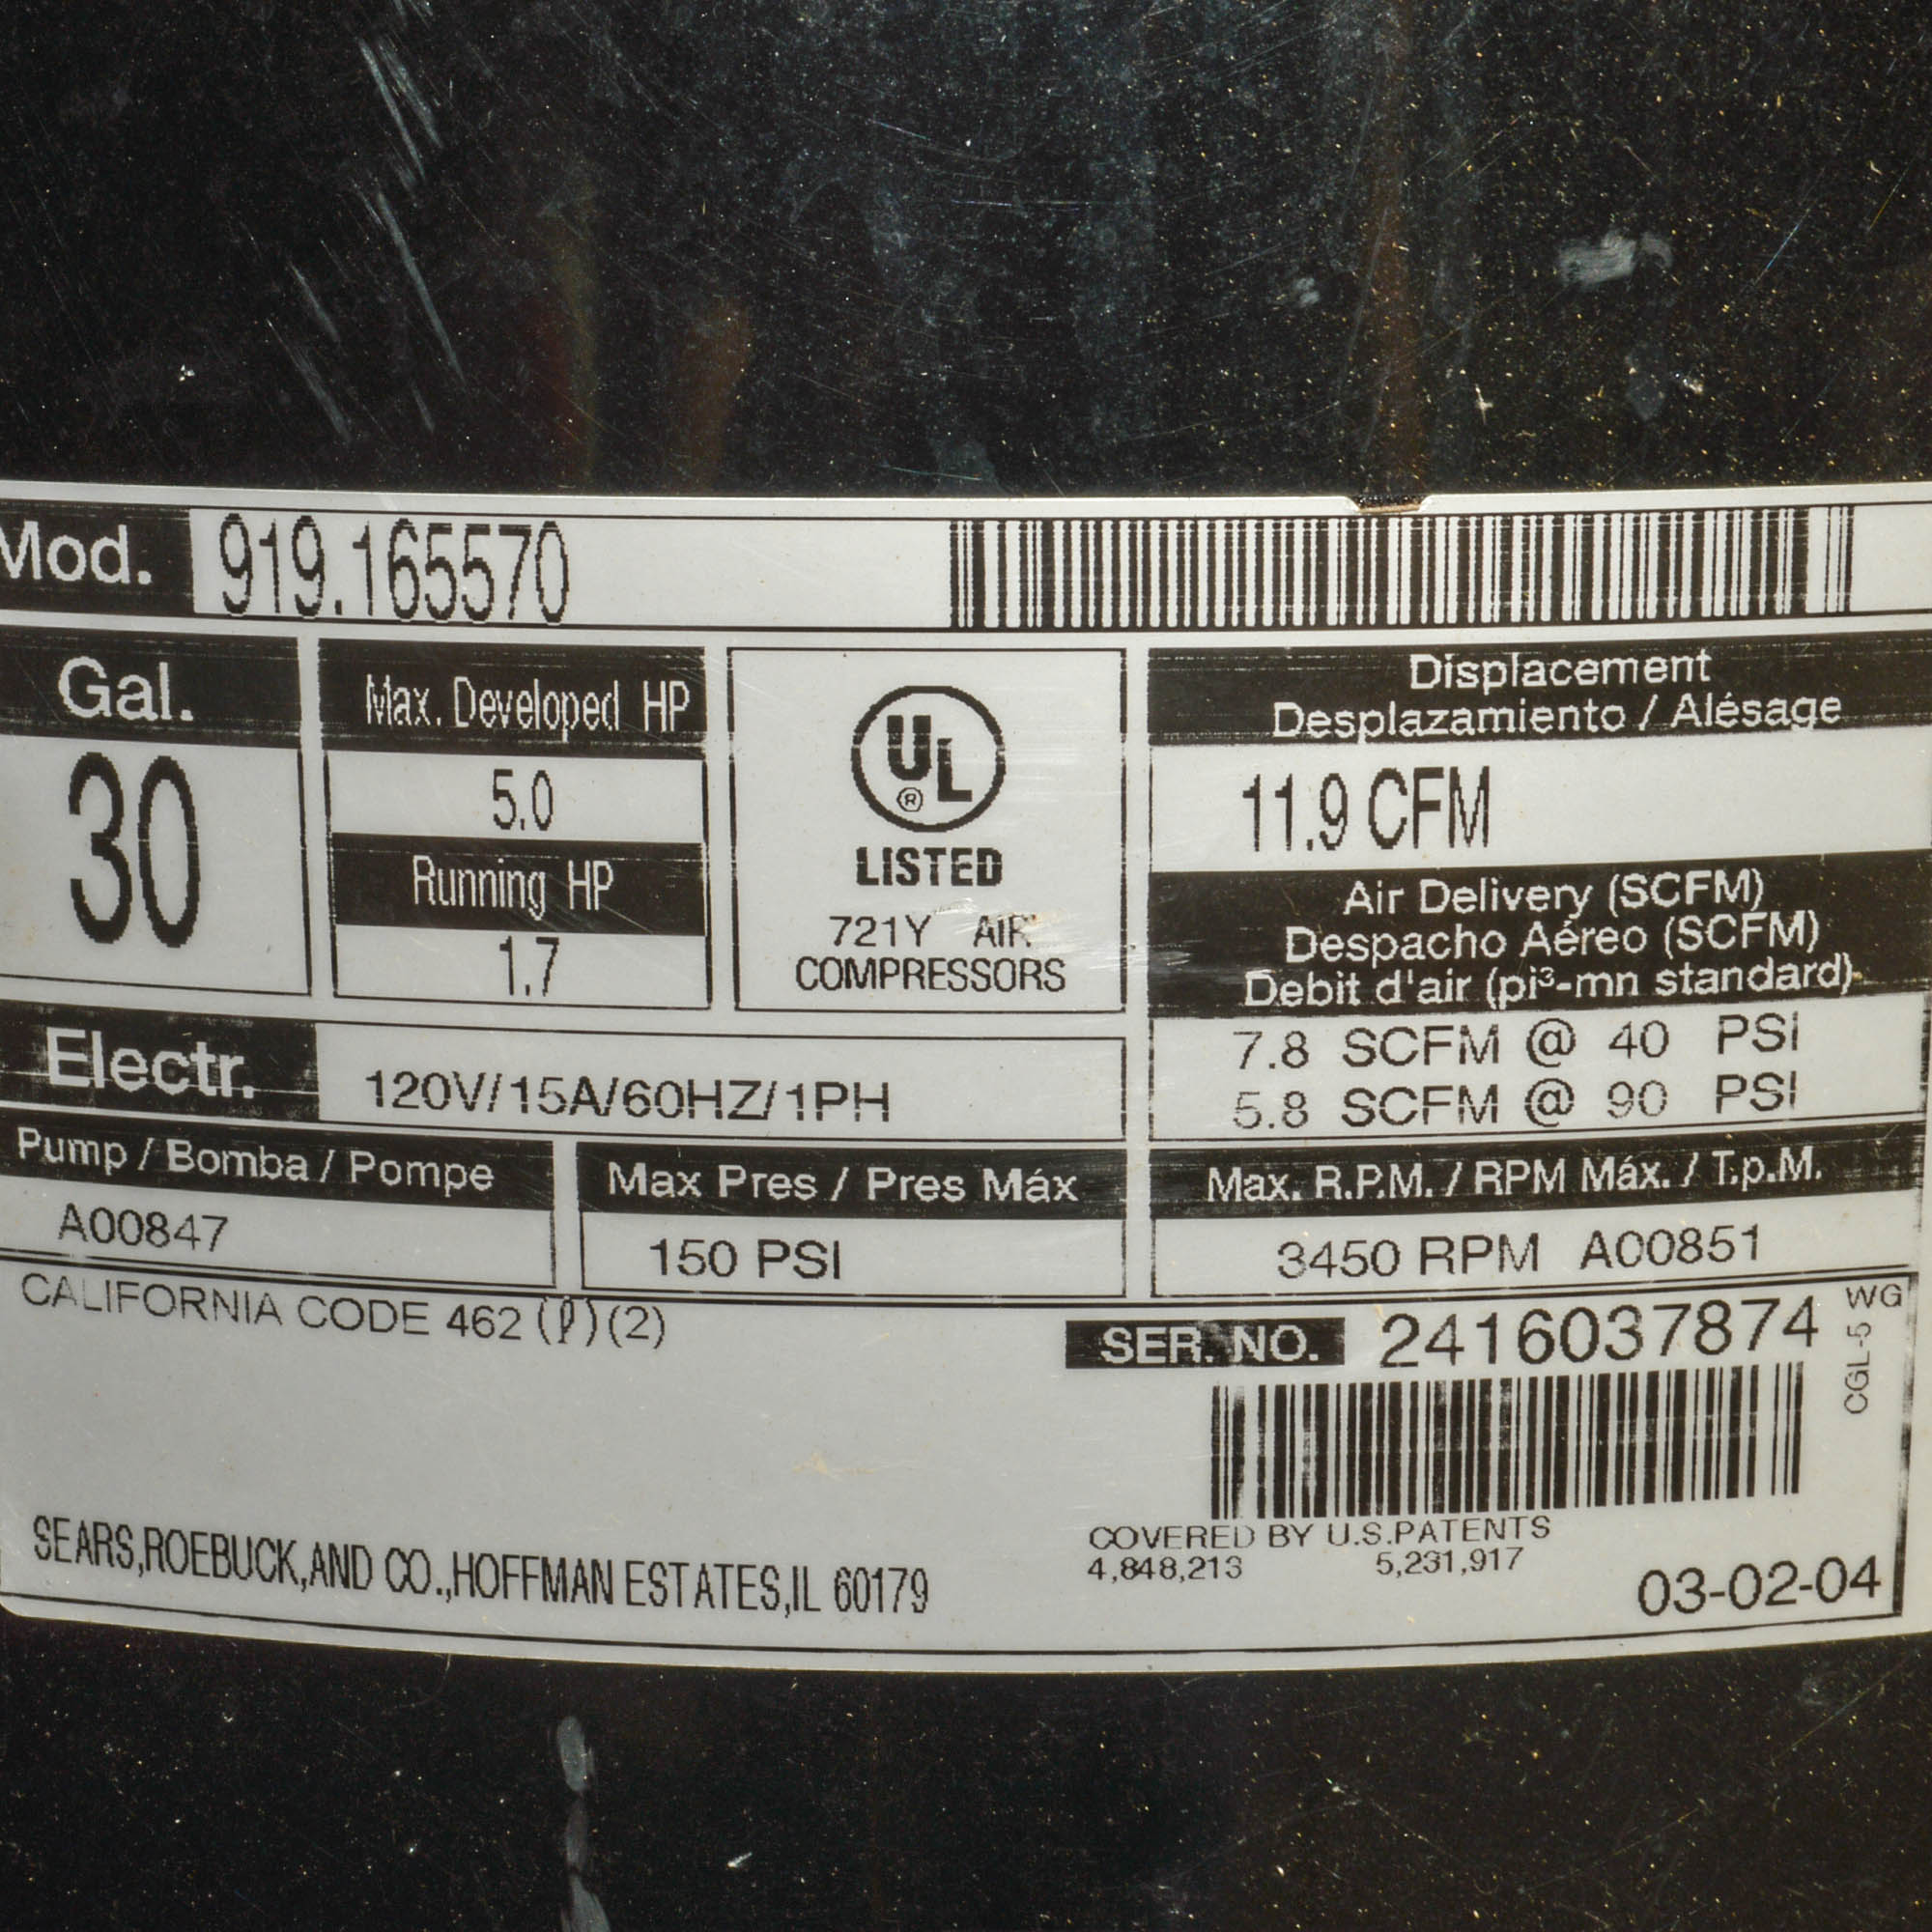 Mod. 919.165570
Gal.
30
Max. Developed HP
5.0
Running HP
1.7
UL
®
LISTED
721Y AIR
COMPRESSORS
Displacement
Desplazamiento / Alésage
11.9 CFM
Air Delivery (SCFM)
Despacho Aéreo (SCFM)
Debit d'air (pi³-mn standard)
7.8 SCFM @ 40 PSI
5.8 SCFM @ 90 PSI
Electr. 120V/15A/60HZ/1PH
Pump / Bomba / Pompe
A00847
Max Pres / Pres Máx
150 PSI
Max. R.P.M. / RPM Máx. / T.p.M.
3450 RPM A00851
CALIFORNIA CODE 462 (ℓ)(2)
SER. NO. 2416037874
WG
CGL-5
SEARS,ROEBUCK,AND CO.,HOFFMAN ESTATES,IL 60179
COVERED BY U.S.PATENTS
4,848,213 5,231,917
03-02-04